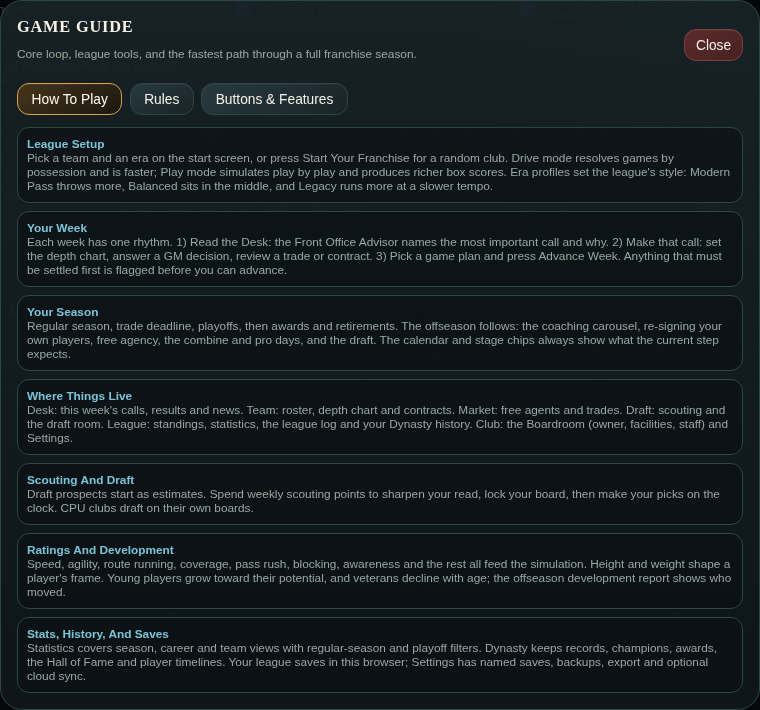 GAME GUIDE
Core loop, league tools, and the fastest path through a full franchise season.
Close
How To Play
Rules
Buttons & Features
League Setup
Pick a team and an era on the start screen, or press Start Your Franchise for a random club. Drive mode resolves games by
possession and is faster; Play mode simulates play by play and produces richer box scores. Era profiles set the league's style: Modern
Pass throws more, Balanced sits in the middle, and Legacy runs more at a slower tempo.
Your Week
Each week has one rhythm. 1) Read the Desk: the Front Office Advisor names the most important call and why. 2) Make that call: set
the depth chart, answer a GM decision, review a trade or contract. 3) Pick a game plan and press Advance Week. Anything that must
be settled first is flagged before you can advance.
Your Season
Regular season, trade deadline, playoffs, then awards and retirements. The offseason follows: the coaching carousel, re-signing your
own players, free agency, the combine and pro days, and the draft. The calendar and stage chips always show what the current step
expects.
Where Things Live
Desk: this week's calls, results and news. Team: roster, depth chart and contracts. Market: free agents and trades. Draft: scouting and
the draft room. League: standings, statistics, the league log and your Dynasty history. Club: the Boardroom (owner, facilities, staff) and
Settings.
Scouting And Draft
Draft prospects start as estimates. Spend weekly scouting points to sharpen your read, lock your board, then make your picks on the
clock. CPU clubs draft on their own boards.
Ratings And Development
Speed, agility, route running, coverage, pass rush, blocking, awareness and the rest all feed the simulation. Height and weight shape a
player's frame. Young players grow toward their potential, and veterans decline with age; the offseason development report shows who
moved.
Stats, History, And Saves
Statistics covers season, career and team views with regular-season and playoff filters. Dynasty keeps records, champions, awards,
the Hall of Fame and player timelines. Your league saves in this browser; Settings has named saves, backups, export and optional
cloud sync.